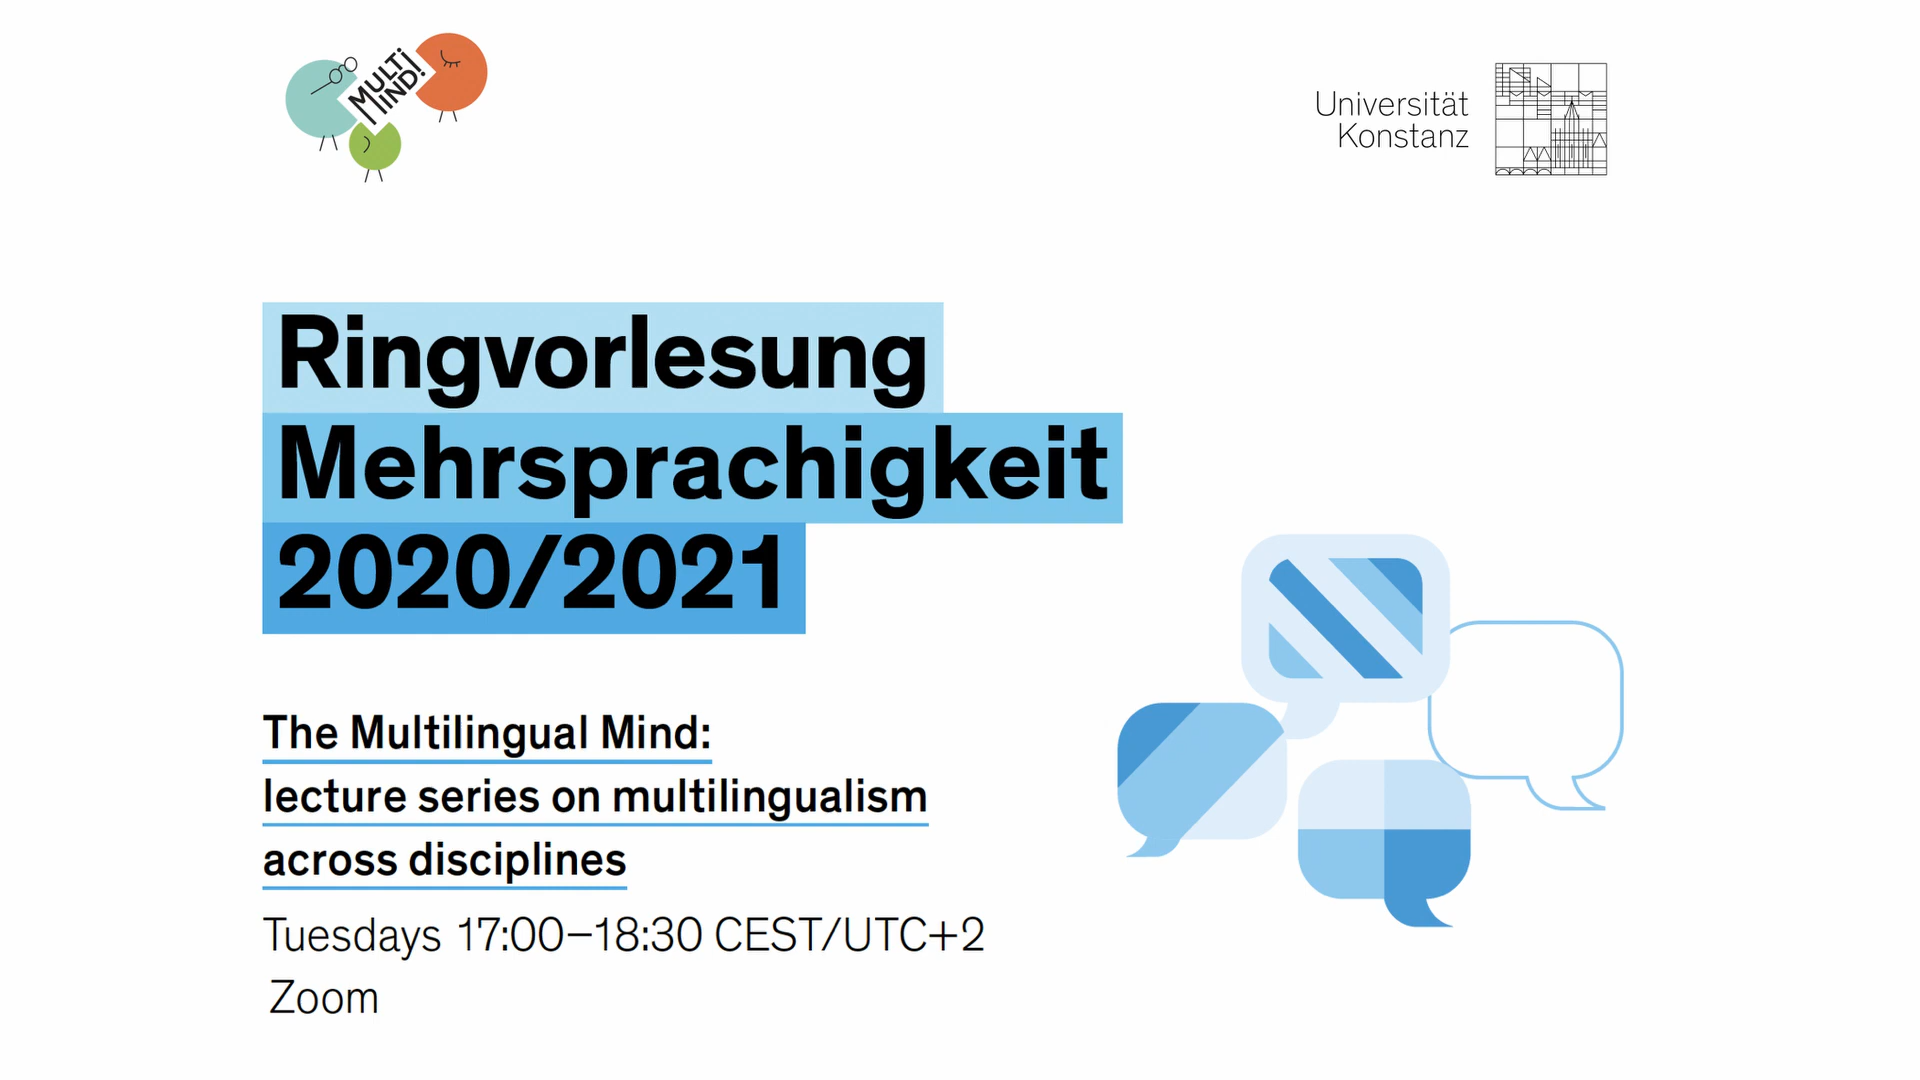 MULTI
MIND!
Universität
Konstanz
Ringvorlesung
Mehrsprachigkeit
2020/2021
The Multilingual Mind:
lecture series on multilingualism
across disciplines
Tuesdays 17:00–18:30 CEST/UTC+2
Zoom